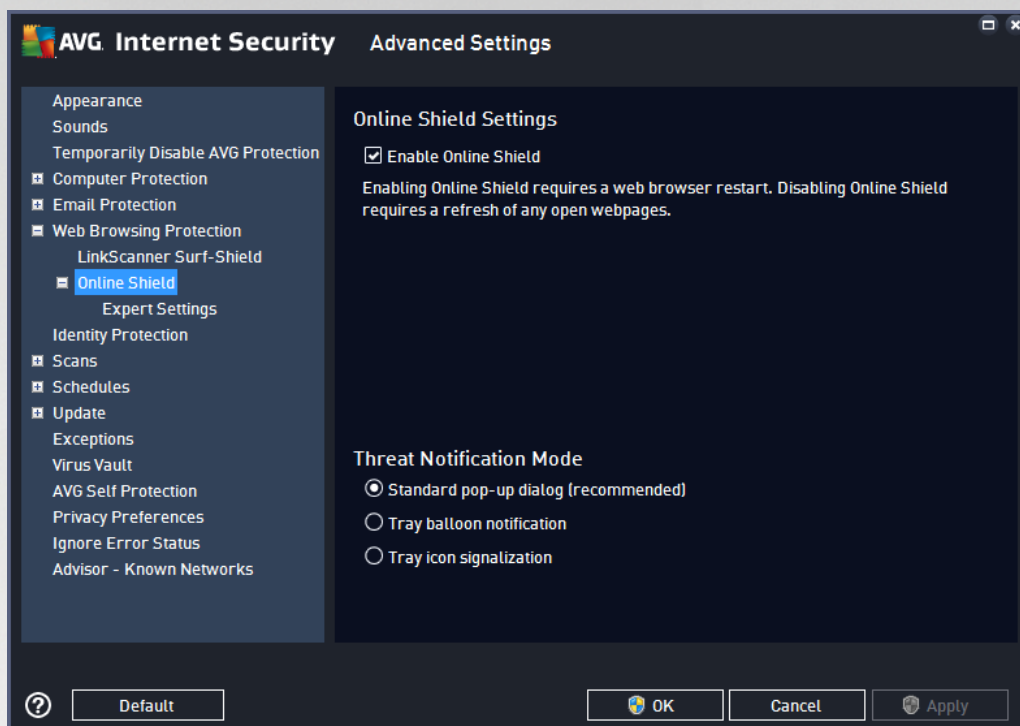 AVG. Internet Security Advanced Settings
Appearance
Sounds
Temporarily Disable AVG Protection
Computer Protection
Email Protection
Web Browsing Protection
LinkScanner Surf-Shield
Online Shield
Expert Settings
Identity Protection
Scans
Schedules
Update
Exceptions
Virus Vault
AVG Self Protection
Privacy Preferences
Ignore Error Status
Advisor - Known Networks
Online Shield Settings
Enable Online Shield
Enabling Online Shield requires a web browser restart. Disabling Online Shield
requires a refresh of any open webpages.
Threat Notification Mode
Standard pop-up dialog (recommended)
Tray balloon notification
Tray icon signalization
? Default OK Cancel Apply